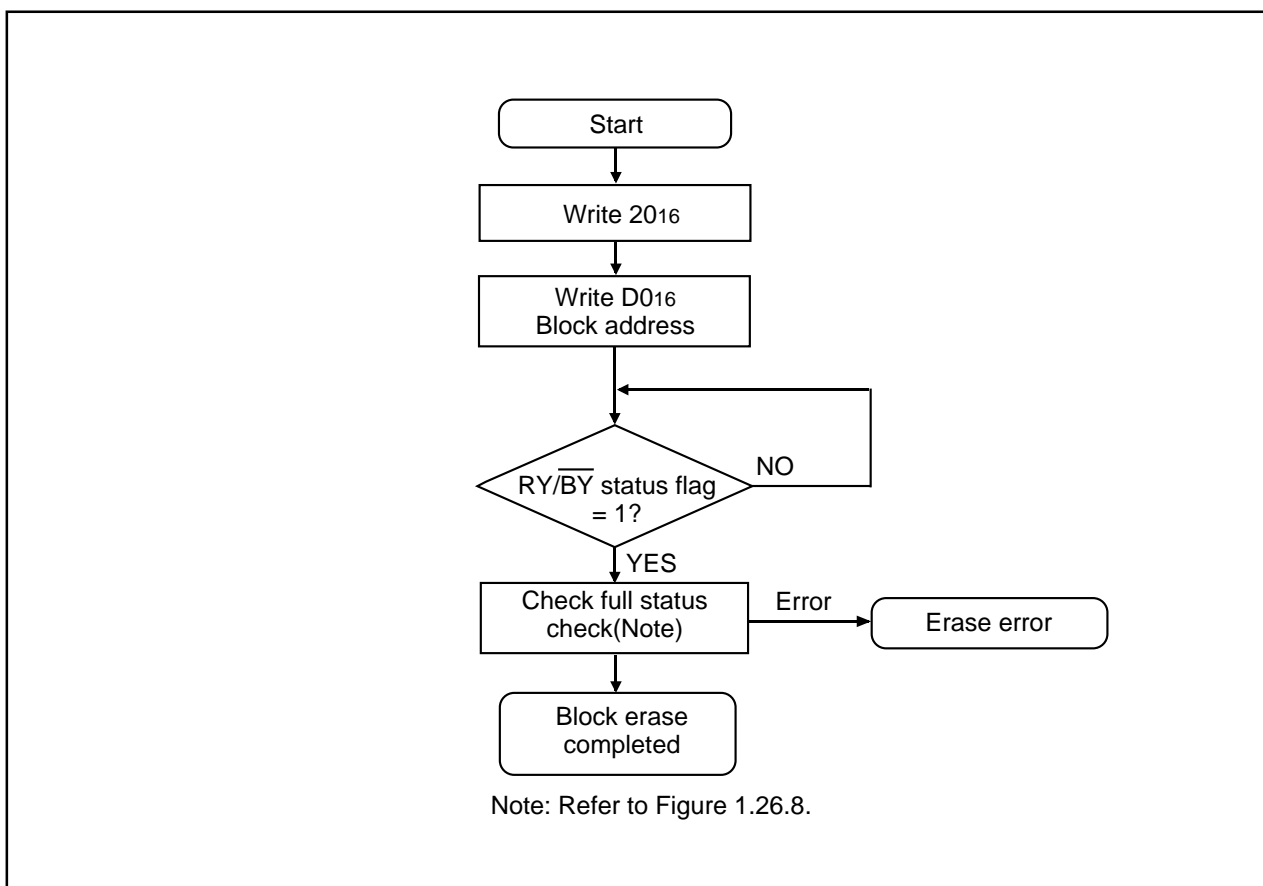 Start
Write 2016
Write D016
Block address
RY/BY status flag
= 1?
NO
YES
Check full status
check(Note)
Error
Erase error
Block erase
completed
Note: Refer to Figure 1.26.8.